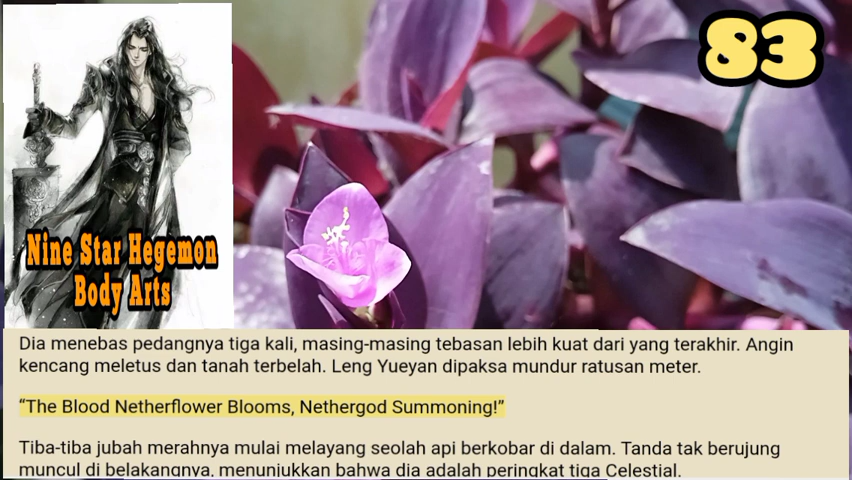 83
Nine Star Hegemon
Body Arts
Dia menebas pedangnya tiga kali, masing-masing tebasan lebih kuat dari yang terakhir. Angin
kencang meletus dan tanah terbelah. Leng Yueyan dipaksa mundur ratusan meter.
“The Blood Netherflower Blooms, Nethergod Summoning!”
Tiba-tiba jubah merahnya mulai melayang seolah api berkobar di dalam. Tanda tak berujung
muncul di belakangnya, menunjukkan bahwa dia adalah peringkat tiga Celestial.